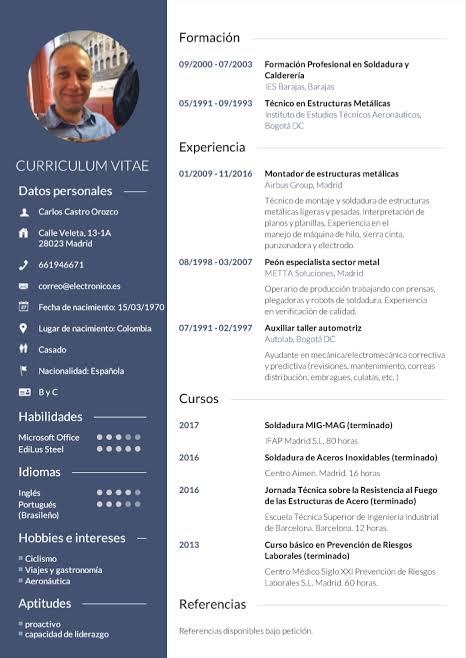 CURRICULUM VITAE
Datos personales
Carlos Castro Orozco
Calle Veleta, 13-1A
28023 Madrid
661946671
correo@electronico.es
Fecha de nacimiento: 15/03/1970
Lugar de nacimiento: Colombia
Casado
Nacionalidad: Española
B y C
Habilidades
Microsoft Office
EdiLus Steel
Idiomas
Inglés
Portugués
(Brasileño)
Hobbies e intereses
Ciclismo
Viajes y gastronomía
Aeronáutica
Aptitudes
proactivo
capacidad de liderazgo
Formación
09/2000 - 07/2003 Formación Profesional en Soldadura y
Calderería
IES Barajas, Barajas
05/1991 - 09/1993 Técnico en Estructuras Metálicas
Instituto de Estudios Técnicos Aeronáuticos,
Bogotá DC
Experiencia
01/2009 - 11/2016 Montador de estructuras metálicas
Airbus Group, Madrid
Técnico de montaje y soldadura de estructuras
metálicas ligeras y pesadas. Interpretación de
planos y planillas. Experiencia en el
manejo de máquina de hilo, sierra cinta,
punzonadora y electrodo.
08/1998 - 03/2007 Peón especialista sector metal
METTA Soluciones, Madrid
Operario de producción trabajando con prensas,
plegadoras y robots de soldadura. Experiencia
en verificación de calidad.
07/1991 - 02/1997 Auxiliar taller automotriz
Autolab, Bogotá DC
Ayudante en mecánica/electromecánica correctiva
y predictiva (revisiones, mantenimiento, correas
distribución, embragues, culatas, etc. )
Cursos
2017 Soldadura MIG-MAG (terminado)
IFAP Madrid S.L. 80 horas
2016 Soldadura de Aceros Inoxidables (terminado)
Centro Aimen. Madrid. 16 horas
2016 Jornada Técnica sobre la Resistencia al Fuego
de las Estructuras de Acero (terminado)
Escuela Técnica Superior de Ingeniería Industrial
de Barcelona. Barcelona. 12 horas.
2013 Curso básico en Prevención de Riesgos
Laborales (terminado)
Centro Médico Siglo XXI Prevención de Riesgos
Laborales S.L. Madrid. 60 horas.
Referencias
Referencias disponibles bajo petición.